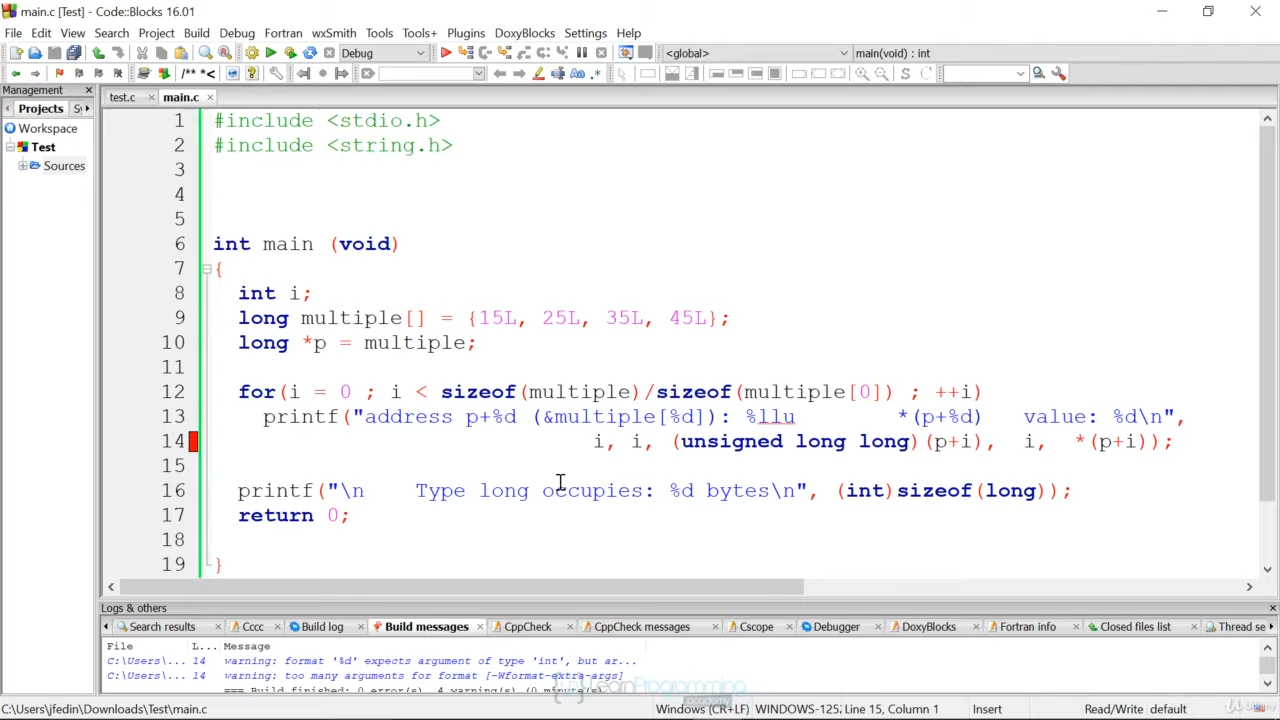 main.c [Test] - Code::Blocks 16.01
File Edit View Search Project Build Debug Fortran wxSmith Tools Tools+ Plugins DoxyBlocks Settings Help
Debug <global> main(void) : int
/** *<
Management
Projects Sy
Workspace
Test
Sources
test.c main.c
1 #include <stdio.h>
2 #include <string.h>
3
4
5
6 int main (void)
7 {
8 int i;
9 long multiple[] = {15L, 25L, 35L, 45L};
10 long *p = multiple;
11
12 for(i = 0 ; i < sizeof(multiple)/sizeof(multiple[0]) ; ++i)
13 printf("address p+%d (&multiple[%d]): %llu *(p+%d) value: %d\n",
14 i, i, (unsigned long long)(p+i), i, *(p+i));
15
16 printf("\n Type long occupies: %d bytes\n", (int)sizeof(long));
17 return 0;
18
19 }
Logs & others
Search results Cccc Build log Build messages CppCheck CppCheck messages Cscope Debugger DoxyBlocks Fortran info Closed files list Thread se
File L... Message
C:\Users\... 14 warning: format '%d' expects argument of type 'int', but ar...
C:\Users\... 14 warning: too many arguments for format [-Wformat-extra-args]
=== Build finished: 0 error(s), 4 warning(s) (0 minute(s),
LearnProgramming
C:\Users\jfedin\Downloads\Test\main.c Windows (CR+LF) WINDOWS-125 Line 15, Column 1 Insert Read/Write default
Udemy